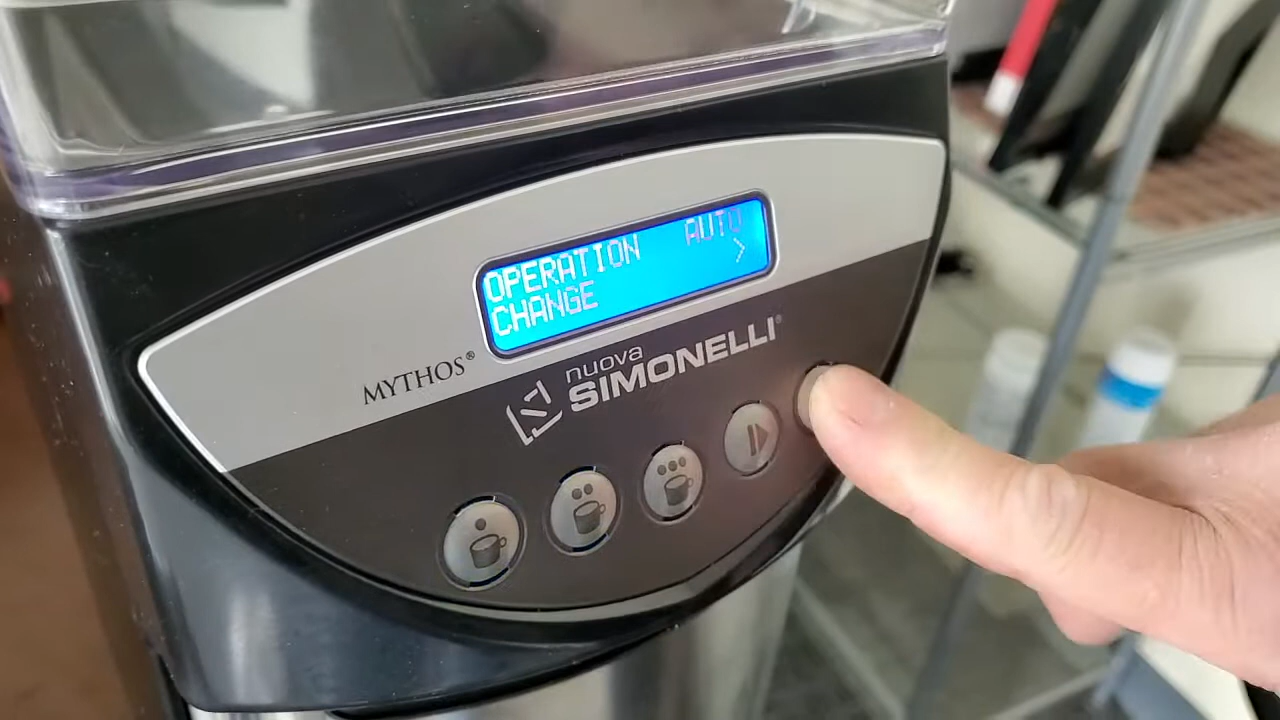 OPERATION AUTO
CHANGE >
MYTHOS®
nuova
SIMONELLI®